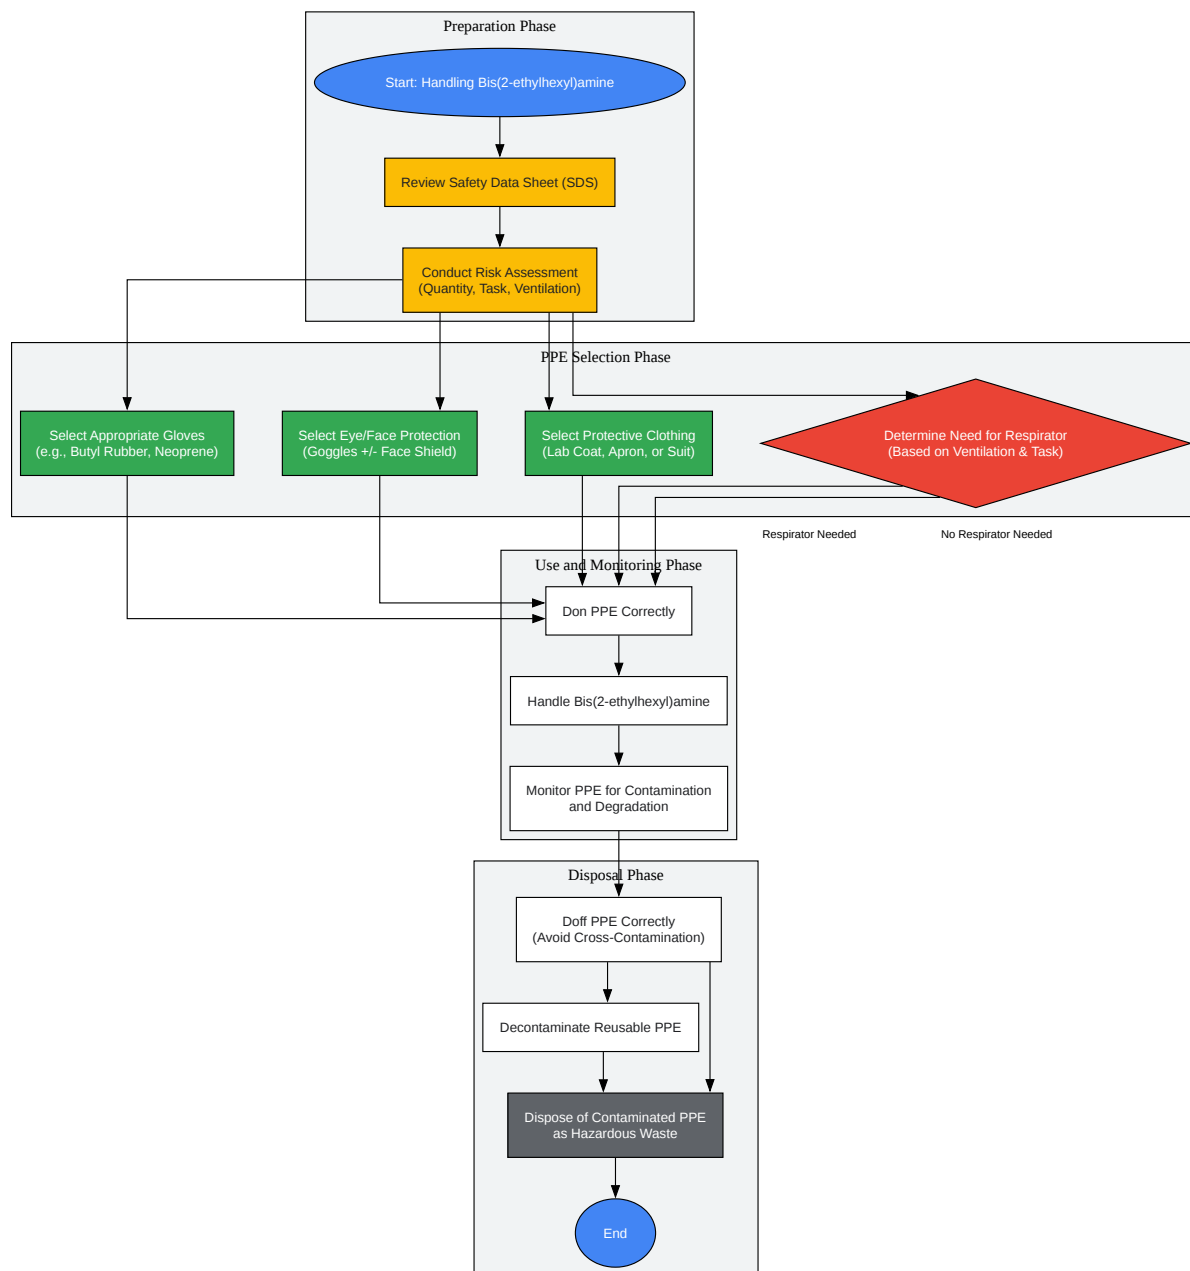 Preparation Phase
Start: Handling Bis(2-ethylhexyl)amine
Review Safety Data Sheet (SDS)
Conduct Risk Assessment
(Quantity, Task, Ventilation)
PPE Selection Phase
Select Appropriate Gloves
(e.g., Butyl Rubber, Neoprene)
Select Eye/Face Protection
(Goggles +/- Face Shield)
Select Protective Clothing
(Lab Coat, Apron, or Suit)
Determine Need for Respirator
(Based on Ventilation & Task)
Respirator Needed
No Respirator Needed
Use and Monitoring Phase
Don PPE Correctly
Handle Bis(2-ethylhexyl)amine
Monitor PPE for Contamination
and Degradation
Disposal Phase
Doff PPE Correctly
(Avoid Cross-Contamination)
Decontaminate Reusable PPE
Dispose of Contaminated PPE
as Hazardous Waste
End